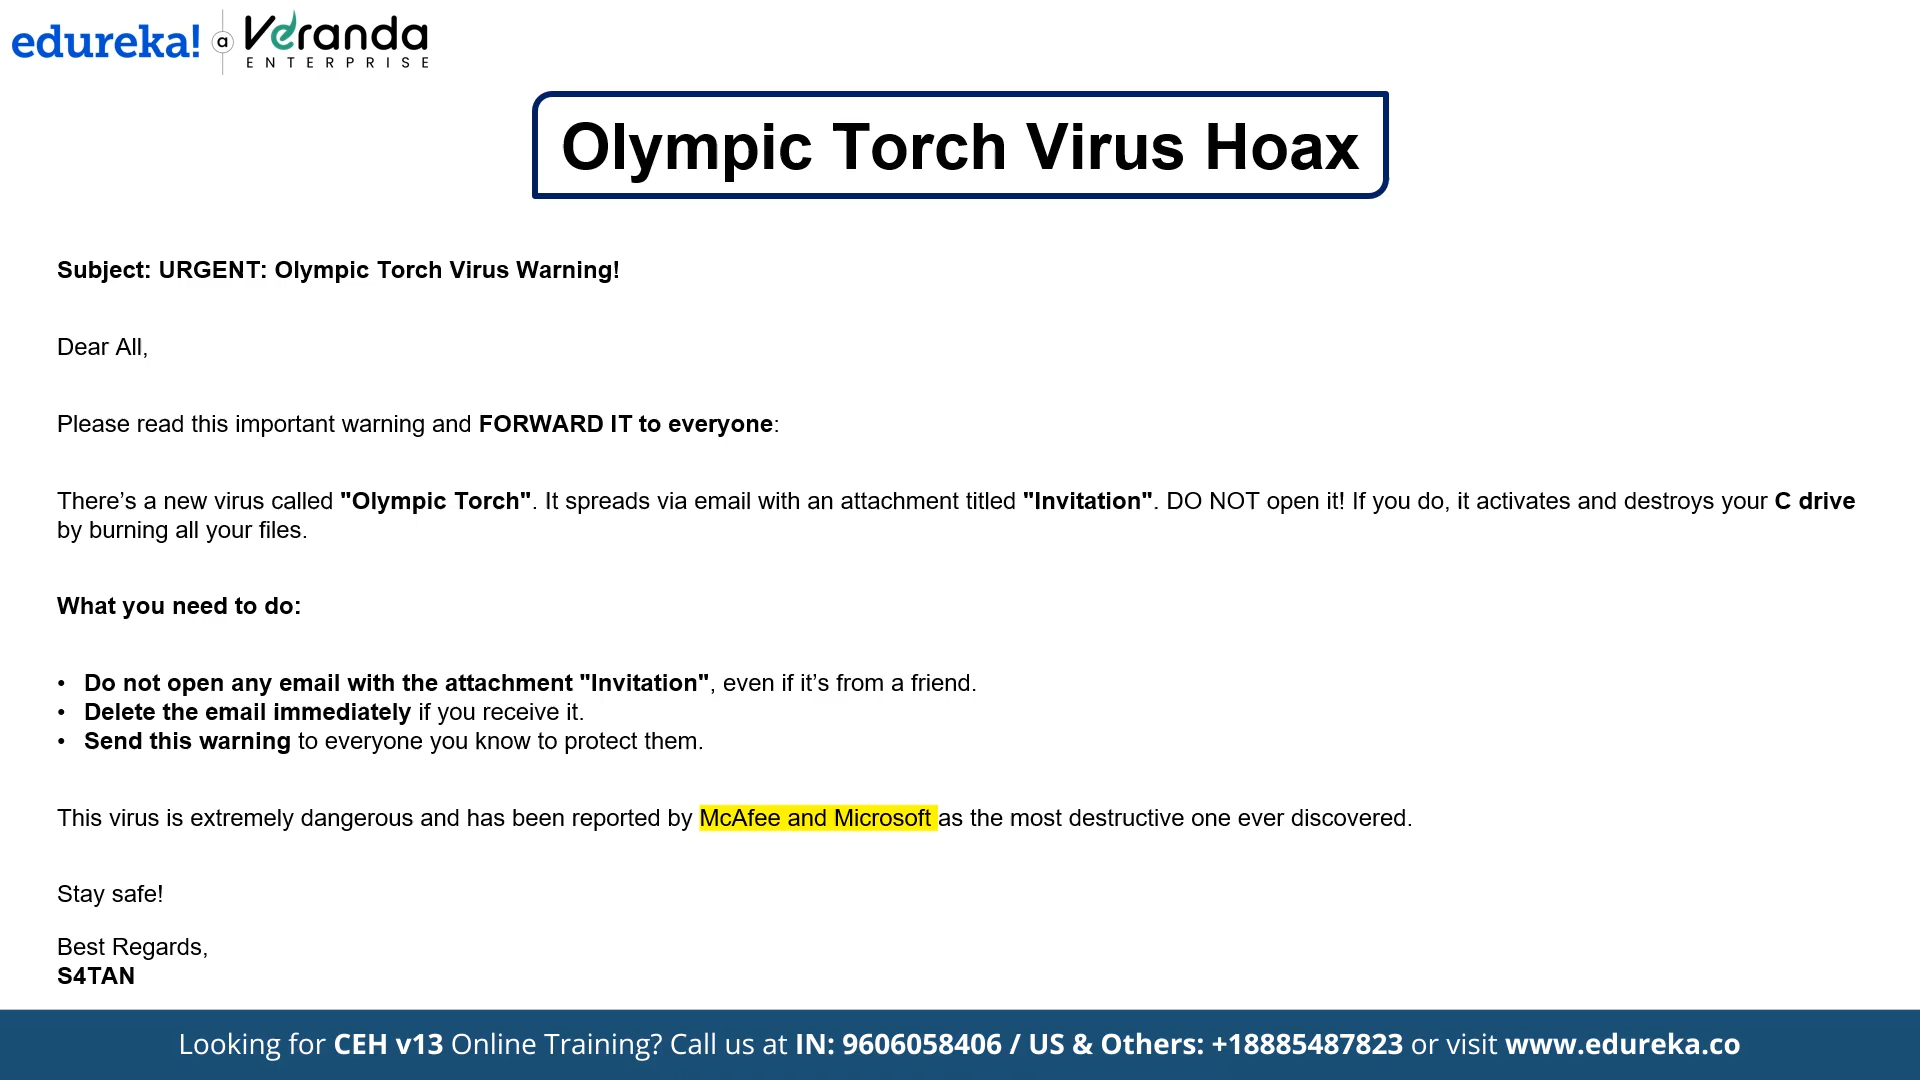 edureka! a Veranda
ENTERPRISE
Olympic Torch Virus Hoax
Subject: URGENT: Olympic Torch Virus Warning!
Dear All,
Please read this important warning and FORWARD IT to everyone:
There’s a new virus called "Olympic Torch". It spreads via email with an attachment titled "Invitation". DO NOT open it! If you do, it activates and destroys your C drive
by burning all your files.
What you need to do:
• Do not open any email with the attachment "Invitation", even if it’s from a friend.
• Delete the email immediately if you receive it.
• Send this warning to everyone you know to protect them.
This virus is extremely dangerous and has been reported by McAfee and Microsoft as the most destructive one ever discovered.
Stay safe!
Best Regards,
S4TAN
Looking for CEH v13 Online Training? Call us at IN: 9606058406 / US & Others: +18885487823 or visit www.edureka.co